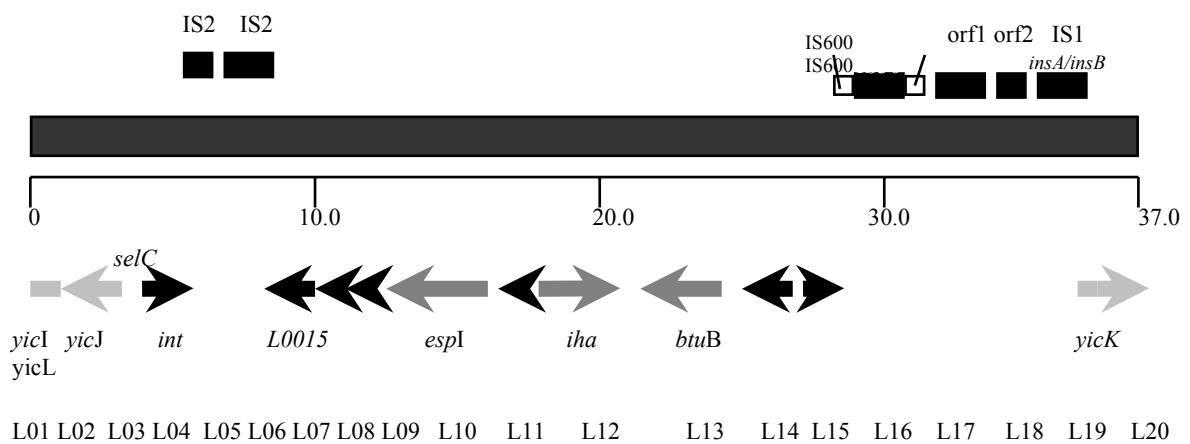 IS2 IS2
orf1 orf2 IS1
IS600
IS600
insA/insB
0 10.0 20.0 30.0 37.0
selC
yicI yicJ int L0015 espI iha btuB yicK
yicL
L01 L02 L03 L04 L05 L06 L07 L08 L09 L10 L11 L12 L13 L14 L15 L16 L17 L18 L19 L20